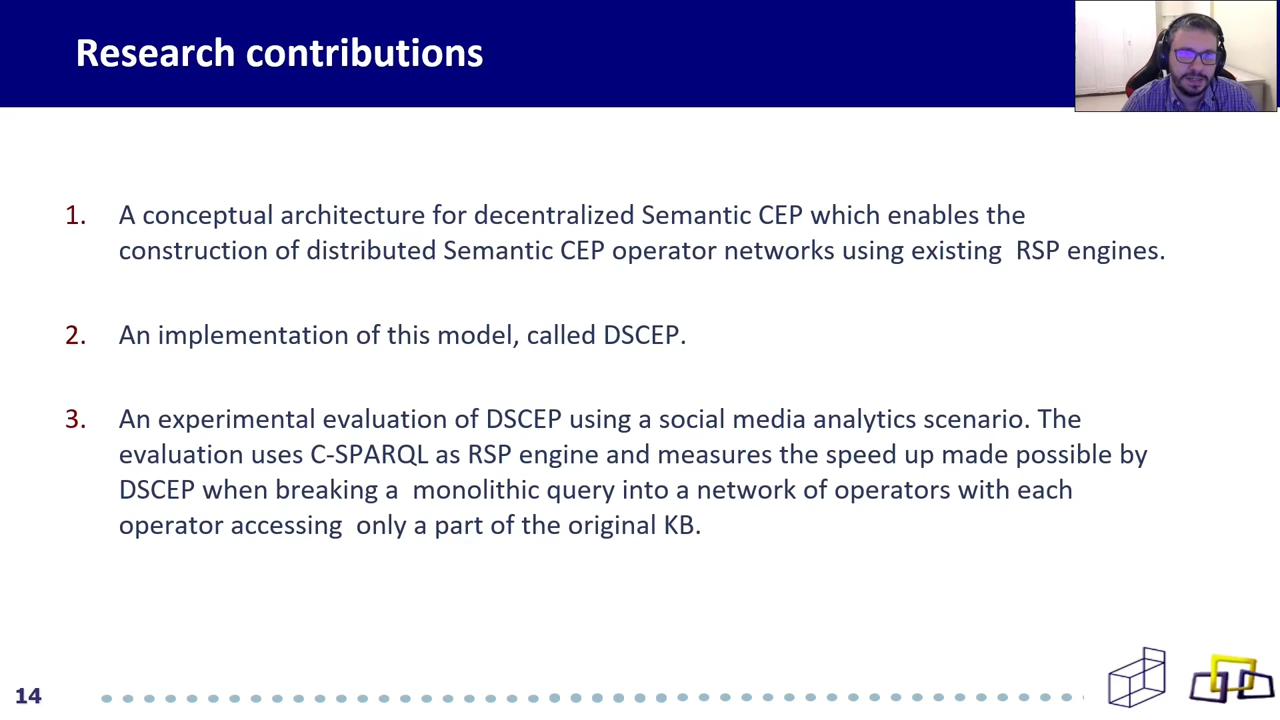 Research contributions
1. A conceptual architecture for decentralized Semantic CEP which enables the
construction of distributed Semantic CEP operator networks using existing  RSP engines.
2. An implementation of this model, called DSCEP.
3. An experimental evaluation of DSCEP using a social media analytics scenario. The
evaluation uses C-SPARQL as RSP engine and measures the speed up made possible by
DSCEP when breaking a  monolithic query into a network of operators with each
operator accessing  only a part of the original KB.
14